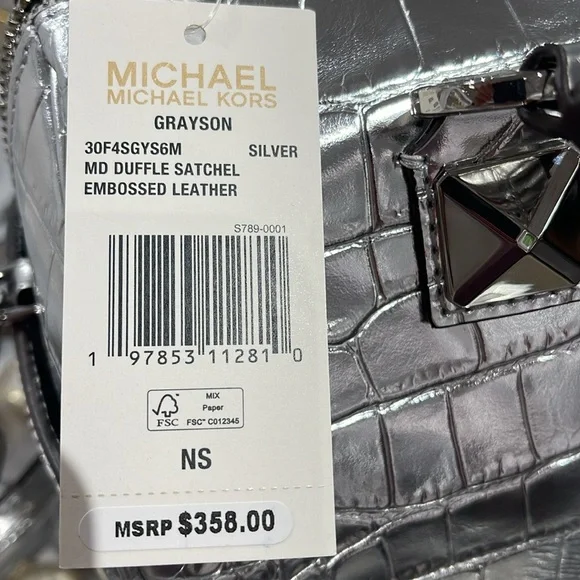 MICHAEL
MICHAEL KORS
GRAYSON
30F4SGYS6M SILVER
MD DUFFLE SATCHEL
EMBOSSED LEATHER
S789-0001
1 97853 11281 0
FSC
MIX
Paper
FSC™ C012345
NS
MSRP $358.00